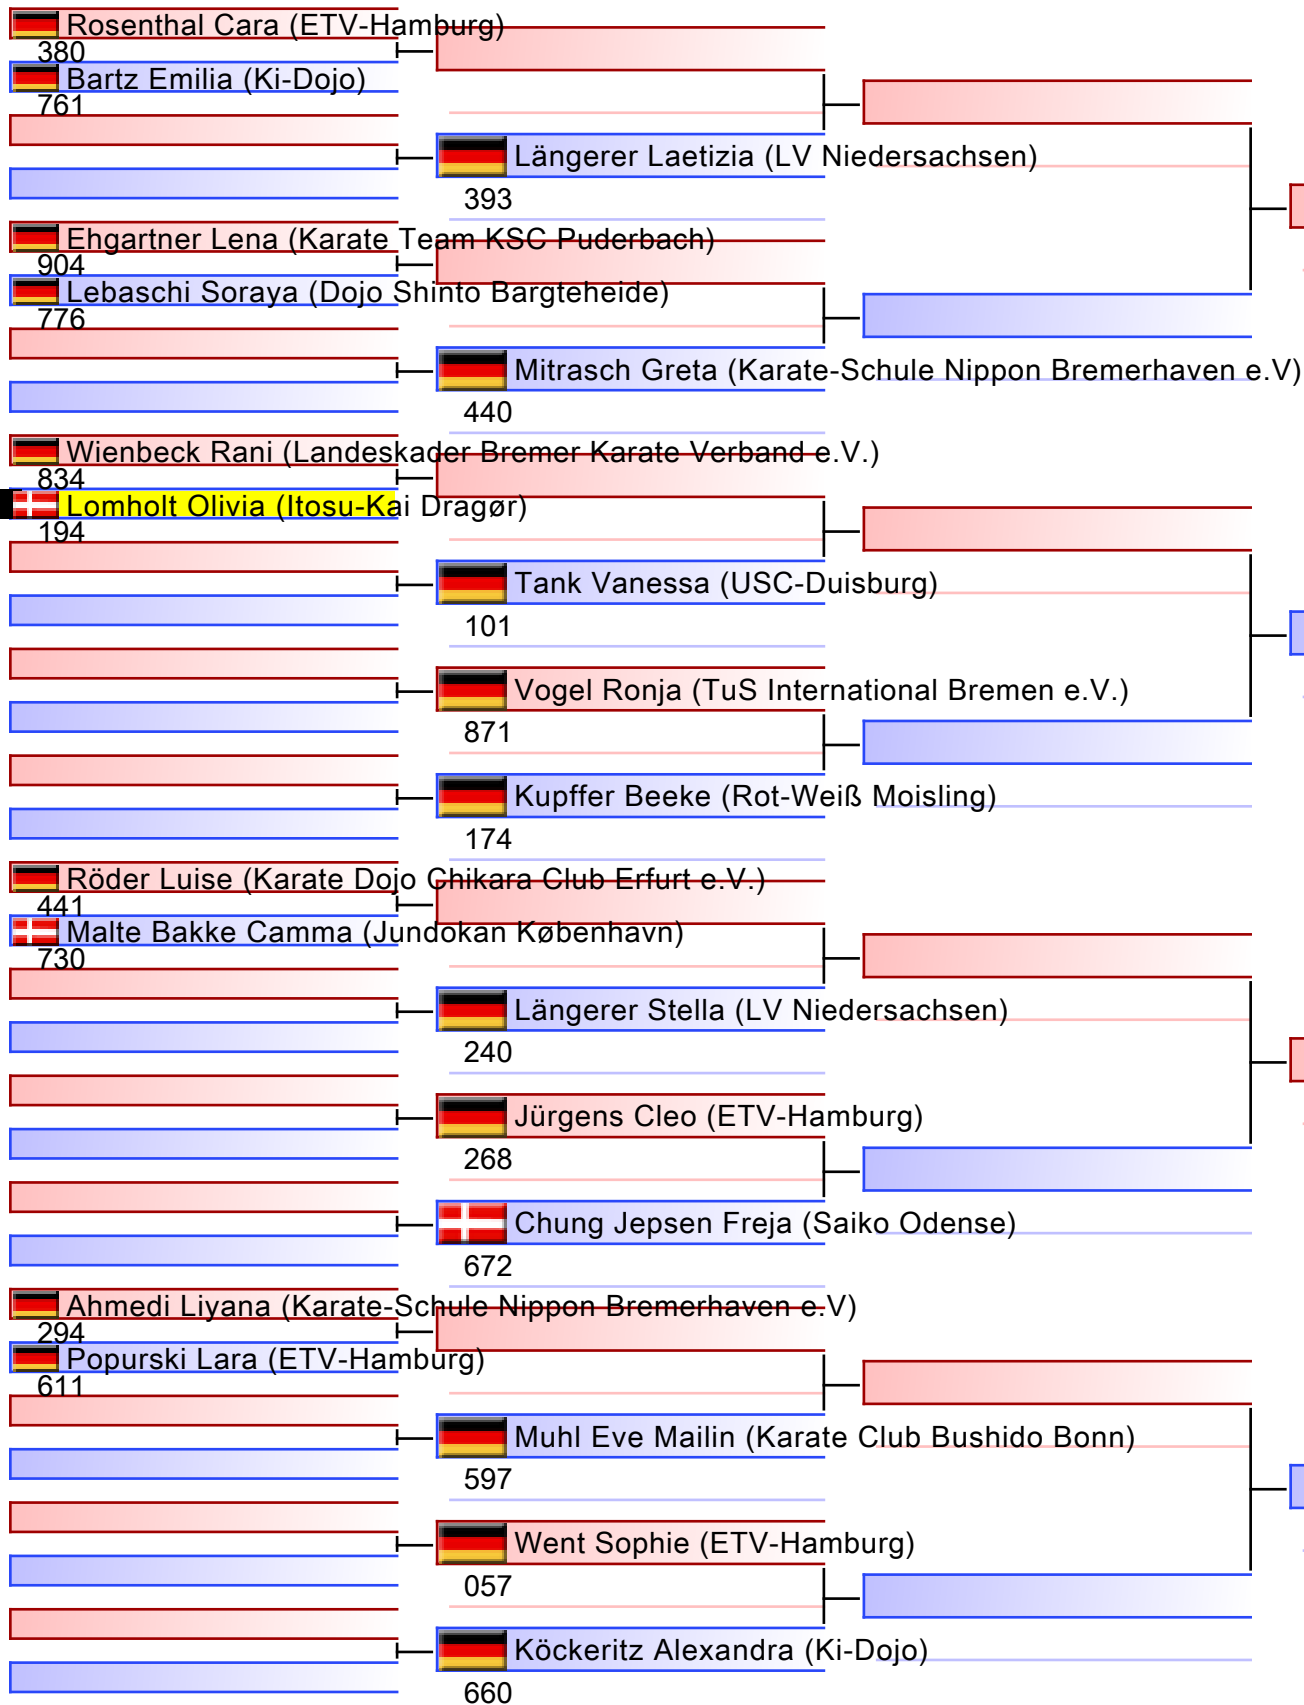 Rosenthal Cara (ETV-Hamburg)
380
Bartz Emilia (Ki-Dojo)
761
Längerer Laetizia (LV Niedersachsen)
393
Ehgartner Lena (Karate Team KSC Puderbach)
904
Lebaschi Soraya (Dojo Shinto Bargteheide)
776
Mitrasch Greta (Karate-Schule Nippon Bremerhaven e.V)
440
Wienbeck Rani (Landeskader Bremer Karate Verband e.V.)
834
Lomholt Olivia (Itosu-Kai Dragør)
194
Tank Vanessa (USC-Duisburg)
101
Vogel Ronja (TuS International Bremen e.V.)
871
Kupffer Beeke (Rot-Weiß Moisling)
174
Röder Luise (Karate Dojo Chikara Club Erfurt e.V.)
441
Malte Bakke Camma (Jundokan København)
730
Längerer Stella (LV Niedersachsen)
240
Jürgens Cleo (ETV-Hamburg)
268
Chung Jepsen Freja (Saiko Odense)
672
Ahmedi Liyana (Karate-Schule Nippon Bremerhaven e.V)
294
Popurski Lara (ETV-Hamburg)
611
Muhl Eve Mailin (Karate Club Bushido Bonn)
597
Went Sophie (ETV-Hamburg)
057
Köckeritz Alexandra (Ki-Dojo)
660